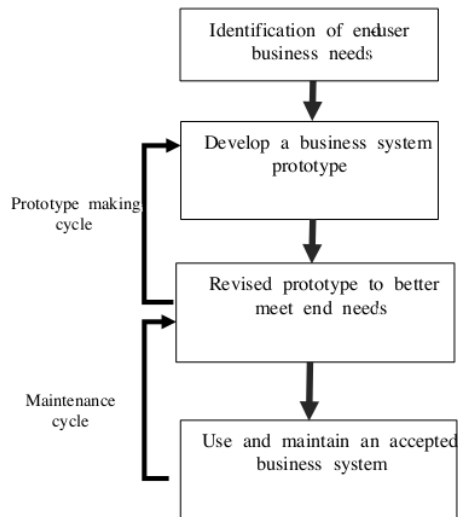 Identification of enduser
business needs
Develop a business system
prototype
Prototype making
cycle
Revised prototype to better
meet end needs
Maintenance
cycle
Use and maintain an accepted
business system